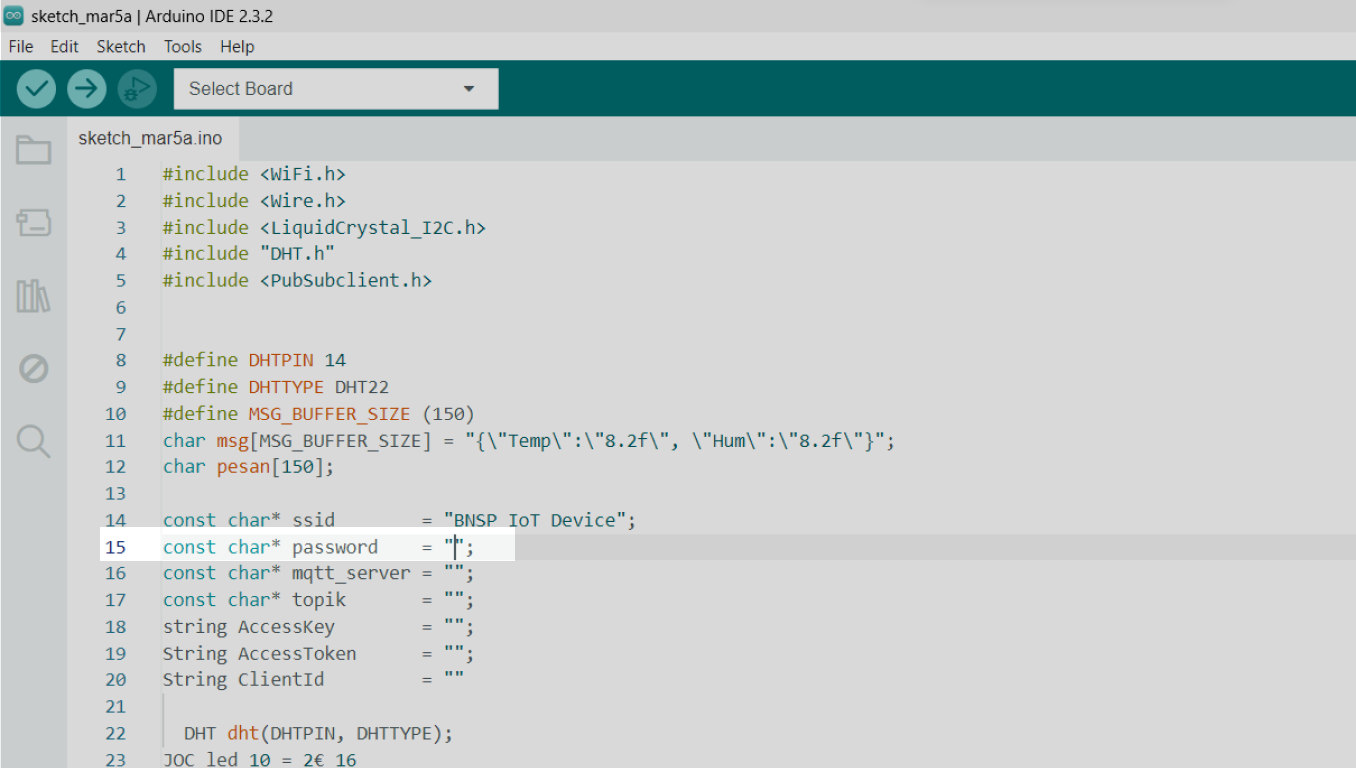 sketch_mar5a | Arduino IDE 2.3.2
File Edit Sketch Tools Help
Select Board
sketch_mar5a.ino
1 #include <WiFi.h>
2 #include <Wire.h>
3 #include <LiquidCrystal_I2C.h>
4 #include "DHT.h"
5 #include <PubSubclient.h>
6
7
8 #define DHTPIN 14
9 #define DHTTYPE DHT22
10 #define MSG_BUFFER_SIZE (150)
11 char msg[MSG_BUFFER_SIZE] = "{\"Temp\":\"8.2f\", \"Hum\":\"8.2f\"}";
12 char pesan[150];
13
14 const char* ssid = "BNSP IoT Device";
15 const char* password = "";
16 const char* mqtt_server = "";
17 const char* topik = "";
18 string AccessKey = "";
19 String AccessToken = "";
20 String ClientId = ""
21
22 DHT dht(DHTPIN, DHTTYPE);
23 JOC led 10 = 2€ 16